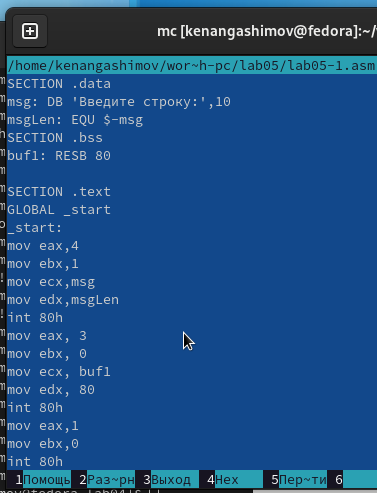 mc [kenangashimov@fedora]:~/
/home/kenangashimov/wor~h-pc/lab05/lab05-1.asm
SECTION .data
msg: DB 'Введите строку:',10
msgLen: EQU $-msg
SECTION .bss
buf1: RESB 80
SECTION .text
GLOBAL _start
_start:
mov eax,4
mov ebx,1
mov ecx,msg
mov edx,msgLen
int 80h
mov eax, 3
mov ebx, 0
mov ecx, buf1
mov edx, 80
int 80h
mov eax,1
mov ebx,0
int 80h
1Помощь 2Раз~рн 3Выход 4Hex 5Пер~ти 6